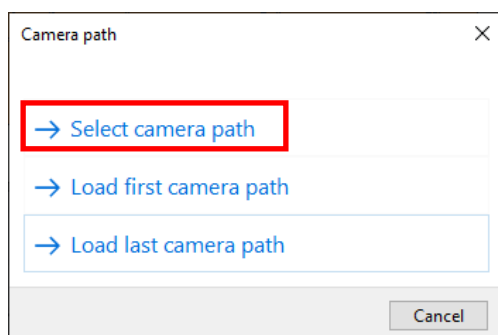 Camera path
→ Select camera path
→ Load first camera path
→ Load last camera path
Cancel